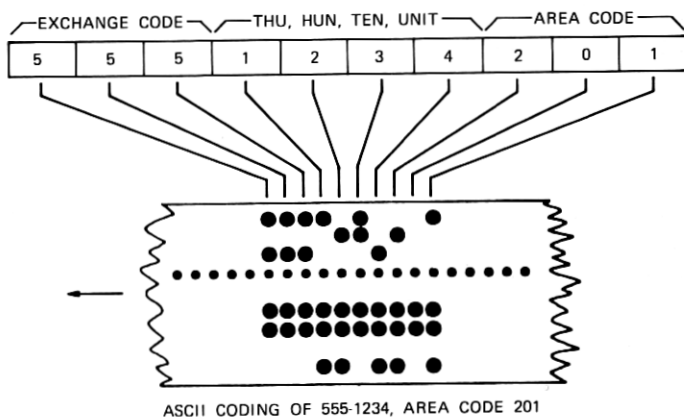 EXCHANGE CODE THU, HUN, TEN, UNIT AREA CODE
5 5 5 1 2 3 4 2 0 1
ASCII CODING OF 555-1234, AREA CODE 201